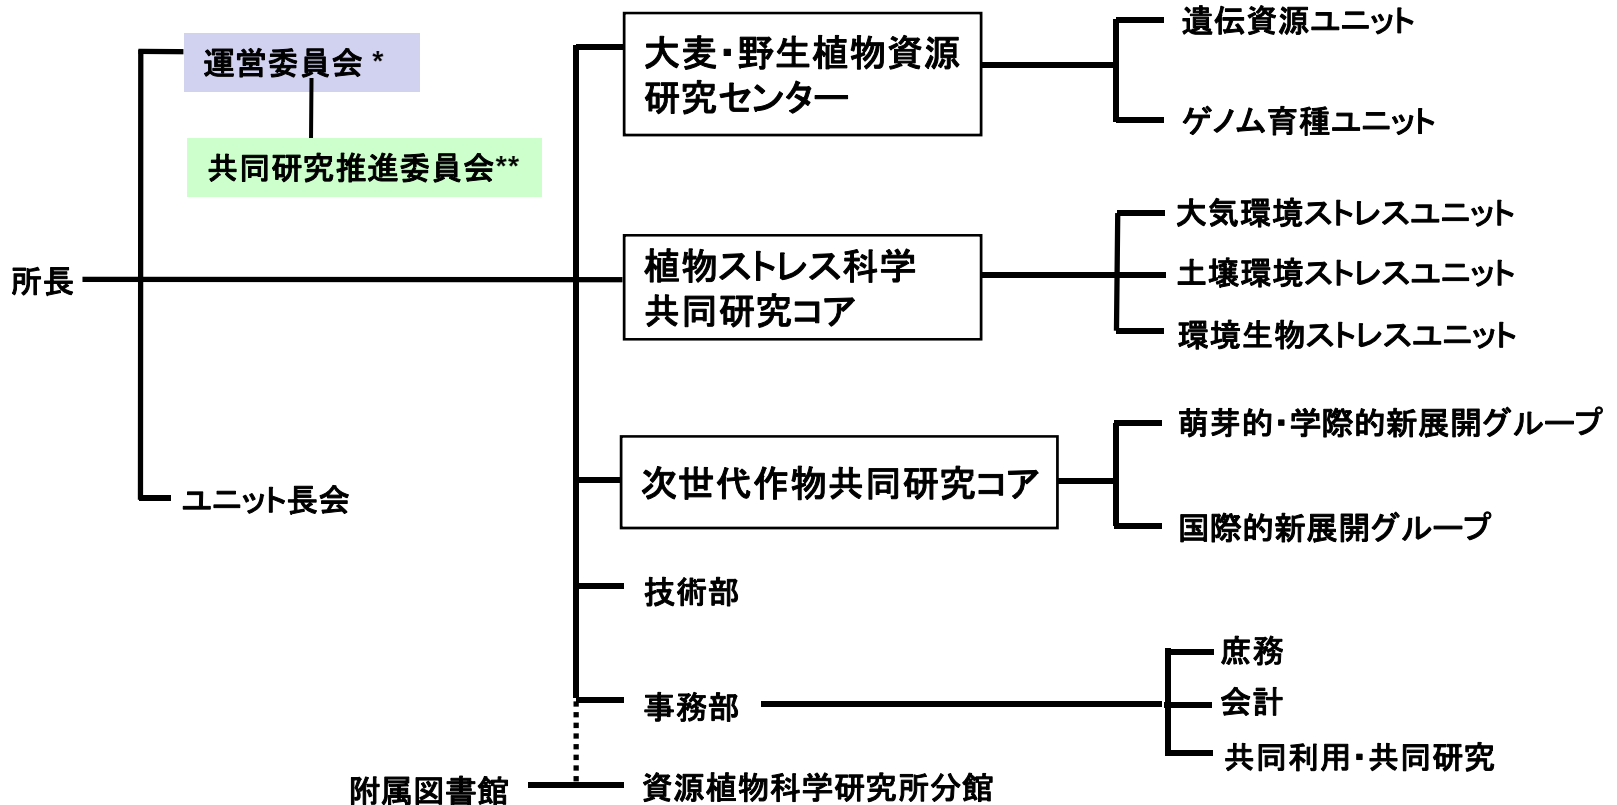 所長
運営委員会 *
共同研究推進委員会**
ユニット長会
大麦・野生植物資源
研究センター
遺伝資源ユニット
ゲノム育種ユニット
植物ストレス科学
共同研究コア
大気環境ストレスユニット
土壌環境ストレスユニット
環境生物ストレスユニット
次世代作物共同研究コア
萌芽的・学際的新展開グループ
国際的新展開グループ
技術部
事務部
庶務
会計
共同利用・共同研究
附属図書館
資源植物科学研究所分館